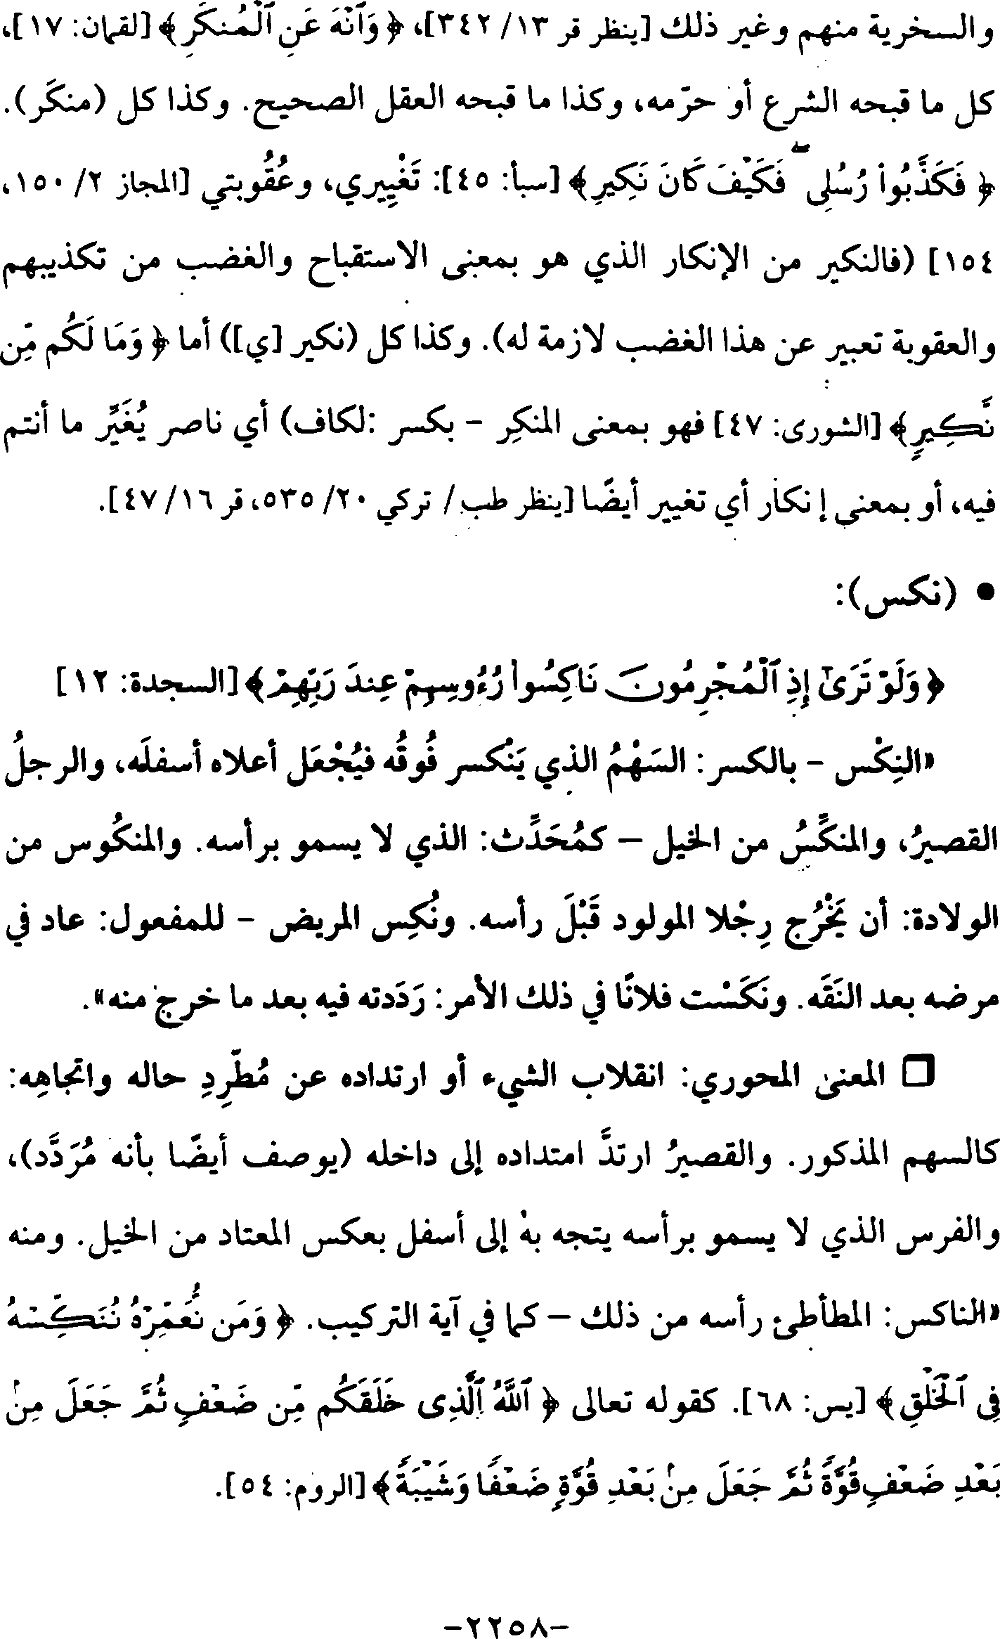 والسخرية منهم وغير ذلك [ينظر قر ١٣/ ٣٤٢]، ﴿ وَٱنْهَ عَنِ ٱلْمُنكَرِ ﴾ [لقمان: ١٧]،
كل ما قبحه الشرع أو حرّمه، وكذا ما قبحه العقل الصحيح. وكذا كل (منكَر).
﴿ فَكَذَّبُوا۟ رُسُلِى ۖ فَكَيْفَ كَانَ نَكِيرِ ﴾ [سبأ: ٤٥]: تَغْيِيري، وعُقُوبتي [المجاز ٢/ ١٥٠،
١٥٤] (فالنكير من الإنكار الذي هو بمعنى الاستقباح والغضب من تكذيبهم
والعقوبة تعبير عن هذا الغضب لازمة له). وكذا كل (نكير [ي]) أما ﴿ وَمَا لَكُم مِّن
نَّكِيرٍ ﴾ [الشورى: ٤٧] فهو بمعنى المنكِر - بكسر :لكاف) أي ناصر يُغَيِّر ما أنتم
فيه، أو بمعنى إنكار أي تغيير أيضًا [ينظر طب/ تركي ٢٠/ ٥٣٥، قر ١٦/ ٤٧].
• (نكس):
﴿ وَلَوْ تَرَىٰٓ إِذِ ٱلْمُجْرِمُونَ نَاكِسُوا۟ رُءُوسِهِمْ عِندَ رَبِّهِمْ ﴾ [السجدة: ١٢]
«النِكْس - بالكسر: السَهْمُ الذي يَنْكسر فُوقُه فيُجْعَل أعلاه أسفلَه، والرجلُ
القصيرُ، والمنكِّسُ من الخيل – كمُحَدِّث: الذي لا يسمو برأسه. والمنكُوس من
الولادة: أن يَخْرُج رِجْلا المولود قَبْلَ رأسه. ونُكِس المريض - للمفعول: عاد في
مرضه بعد النَقَه. ونَكَسْت فلانًا في ذلك الأمر: رَدَدته فيه بعد ما خرج منه».
❑ المعنى المحوري: انقلاب الشيء أو ارتداده عن مُطّرِدِ حاله واتجاهِه:
كالسهم المذكور. والقصيرُ ارتدَّ امتداده إلى داخله (يوصف أيضًا بأنه مُرَدَّد)،
والفرس الذي لا يسمو برأسه يتجه به إلى أسفل بعكس المعتاد من الخيل. ومنه
«الناكس: المطأطئ رأسه من ذلك – كما في آية التركيب. ﴿ وَمَن نُّعَمِّرْهُ نُنَكِّسْهُ
فِى ٱلْخَلْقِ ﴾ [يس: ٦٨]. كقوله تعالى ﴿ ٱللَّهُ ٱلَّذِى خَلَقَكُم مِّن ضَعْفٍ ثُمَّ جَعَلَ مِنۢ
بَعْدِ ضَعْفٍ قُوَّةً ثُمَّ جَعَلَ مِنۢ بَعْدِ قُوَّةٍ ضَعْفًا وَشَيْبَةً ﴾ [الروم: ٥٤].
-٢٢٥٨-